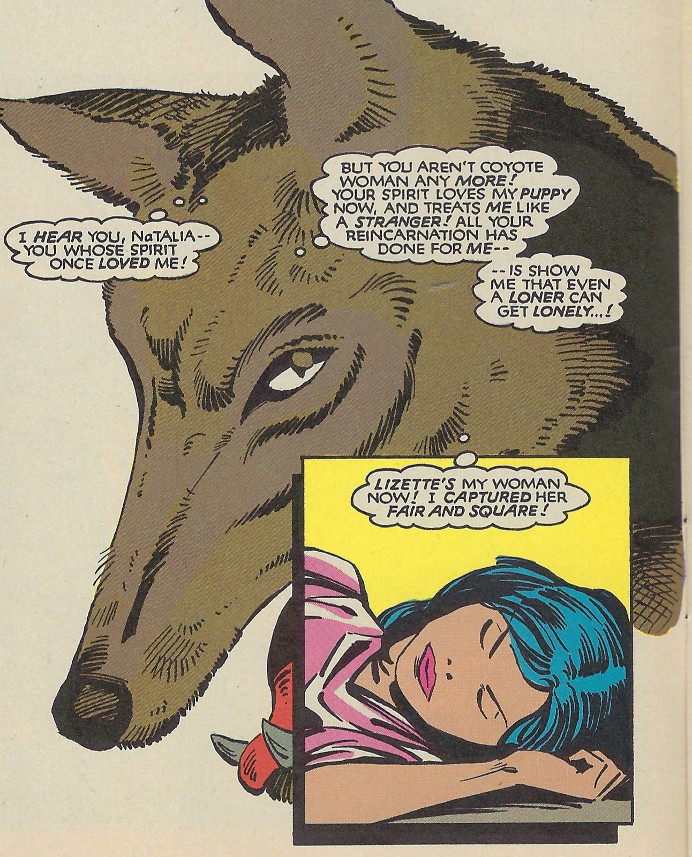 I HEAR YOU, NaTALIA--
YOU WHOSE SPIRIT
ONCE LOVED ME!
BUT YOU AREN'T COYOTE
WOMAN ANY MORE!
YOUR SPIRIT LOVES MY PUPPY
NOW, AND TREATS ME LIKE
A STRANGER! ALL YOUR
REINCARNATION HAS
DONE FOR ME--
--IS SHOW
ME THAT EVEN
A LONER CAN
GET LONELY...!
LIZETTE'S MY WOMAN
NOW! I CAPTURED HER
FAIR AND SQUARE!